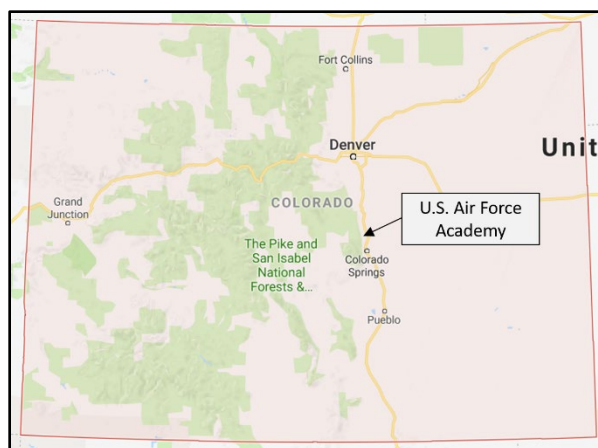 Fort Collins
Denver
Unit
Grand
Junction
COLORADO
U.S. Air Force
Academy
The Pike and
San Isabel
National
Forests &...
Colorado
Springs
Pueblo